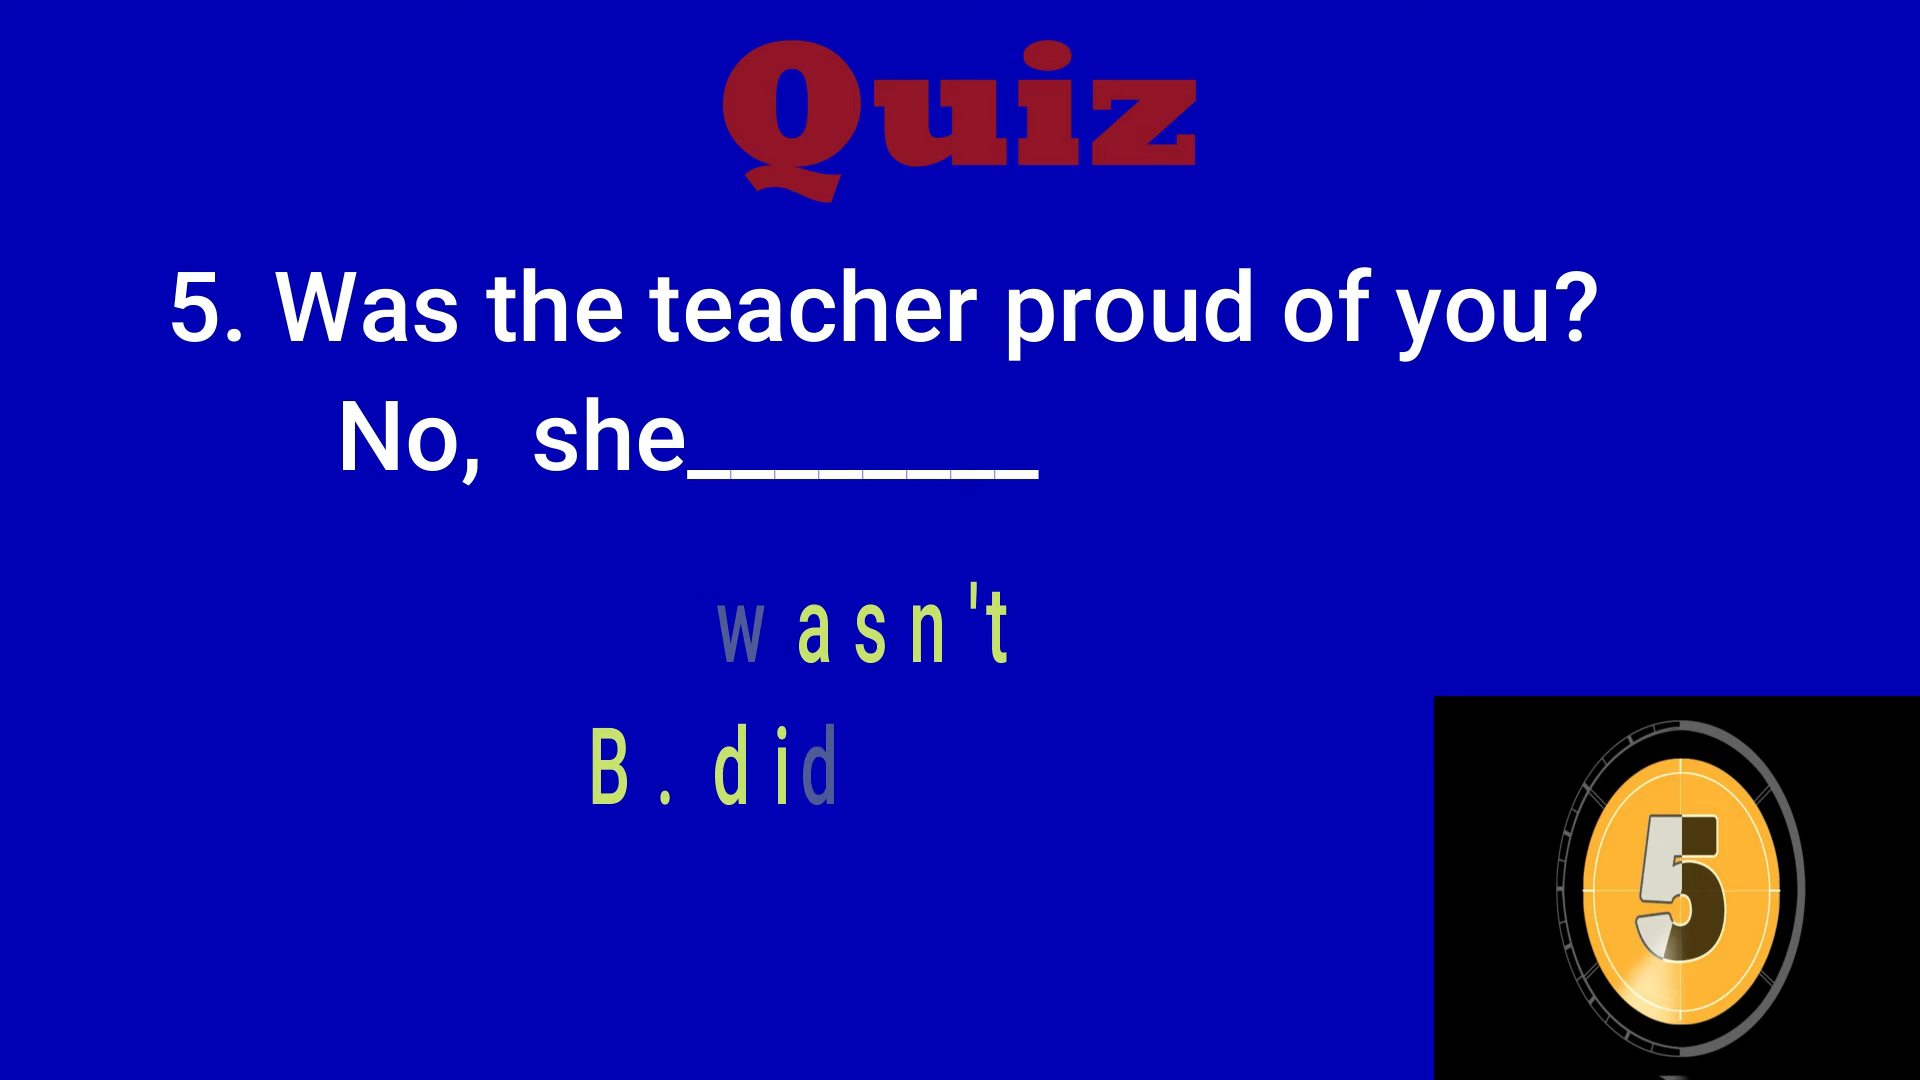 Quiz
5. Was the teacher proud of you?
No, she________
wasn't
B. did
5